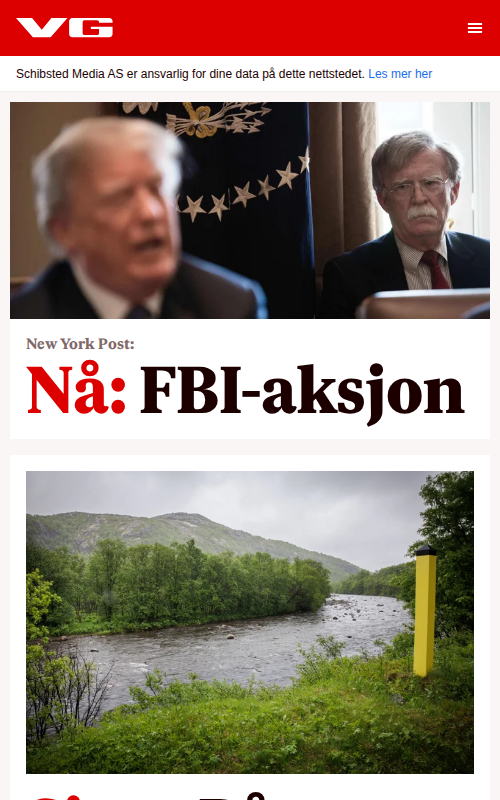 VG
Schibsted Media AS er ansvarlig for dine data på dette nettstedet. Les mer her
New York Post:
Nå: FBI-aksjon